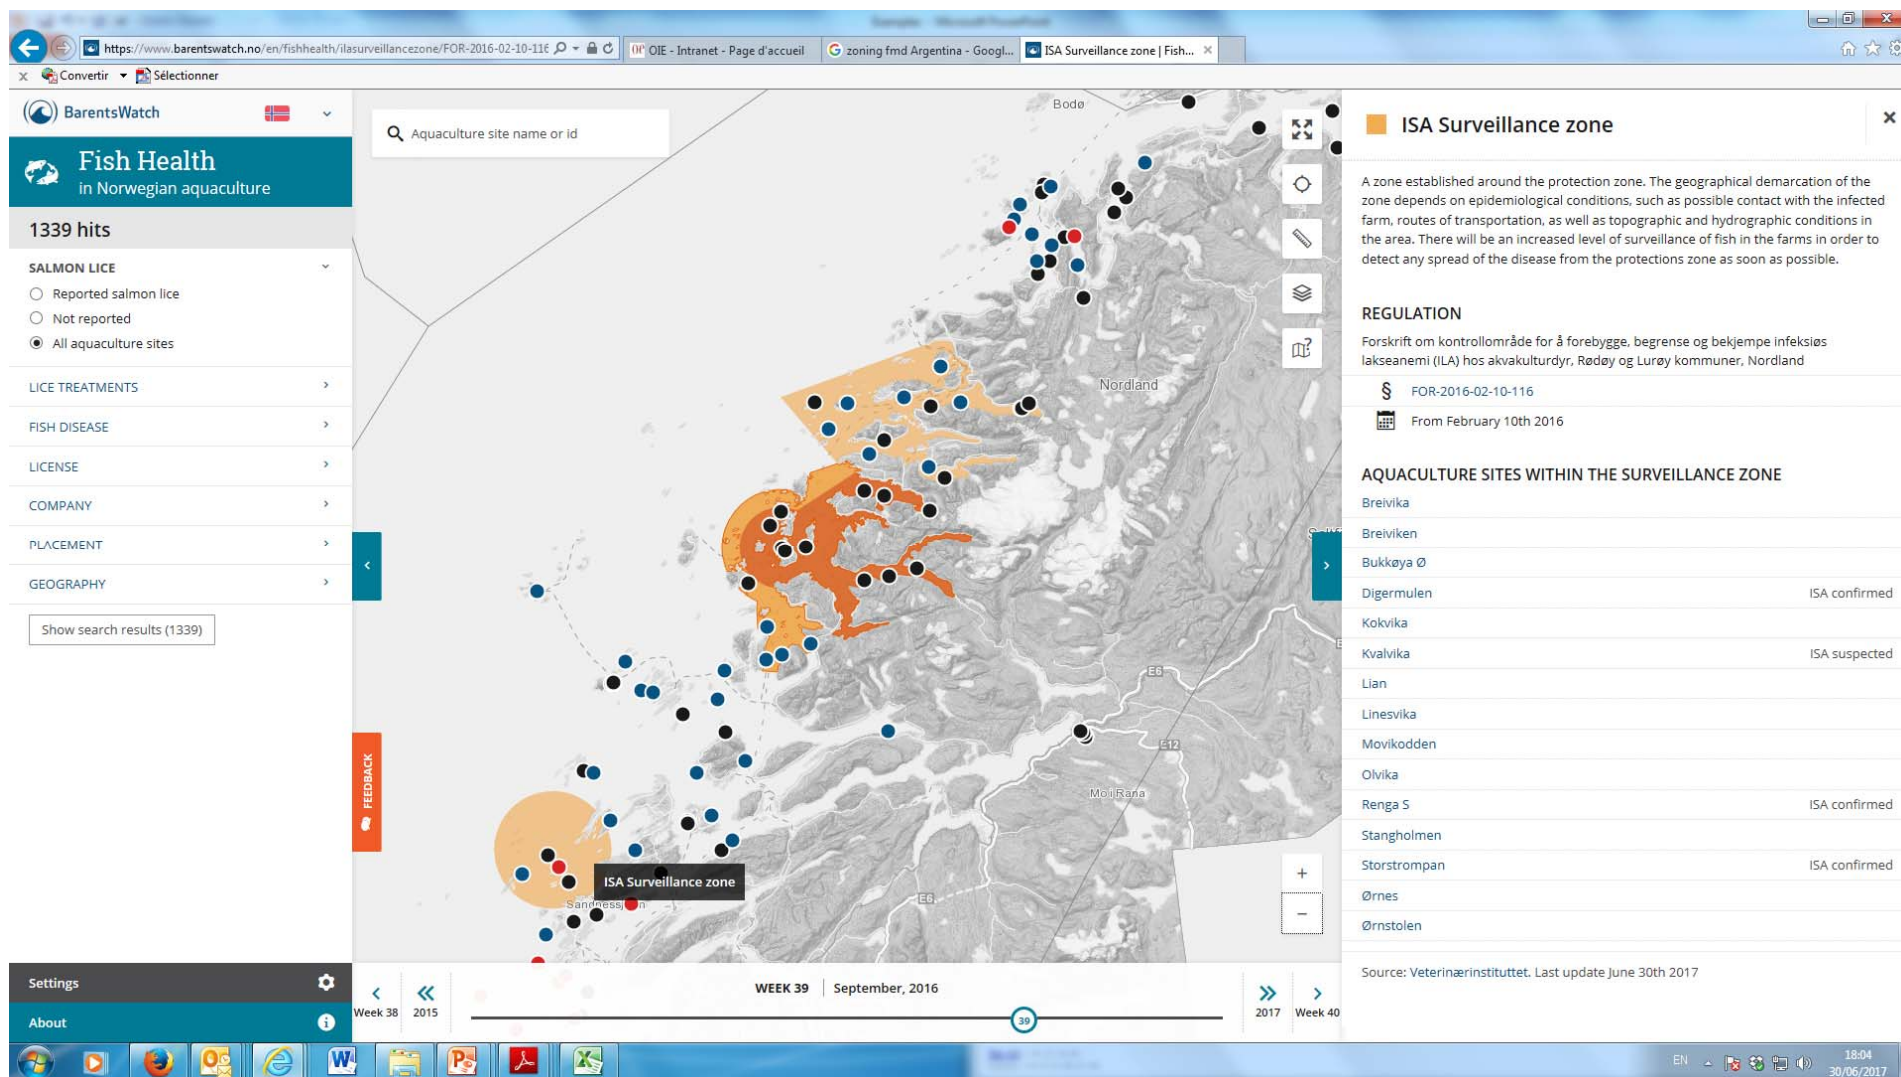 https://www.barentswatch.no/en/fishhealth/ilasurveillancezone/FOR-2016-02-10-116
OIE - Intranet - Page d'accueil
zoning fmd Argentina - Googl...
ISA Surveillance zone | Fish...
Convertir
Sélectionner
BarentsWatch
Fish Health
in Norwegian aquaculture
1339 hits
SALMON LICE
Reported salmon lice
Not reported
All aquaculture sites
LICE TREATMENTS
FISH DISEASE
LICENSE
COMPANY
PLACEMENT
GEOGRAPHY
Show search results (1339)
Settings
About
Aquaculture site name or id
Bodø
Nordland
E6
E12
Mo i Rana
E6
ISA Surveillance zone
FEEDBACK
WEEK 39 September, 2016
Week 38
2015
39
2017
Week 40
ISA Surveillance zone
A zone established around the protection zone. The geographical demarcation of the
zone depends on epidemiological conditions, such as possible contact with the infected
farm, routes of transportation, as well as topographic and hydrographic conditions in
the area. There will be an increased level of surveillance of fish in the farms in order to
detect any spread of the disease from the protections zone as soon as possible.
REGULATION
Forskrift om kontrollområde for å forebygge, begrense og bekjempe infeksiøs
lakseanemi (ILA) hos akvakulturdyr, Rødøy og Lurøy kommuner, Nordland
§ FOR-2016-02-10-116
From February 10th 2016
AQUACULTURE SITES WITHIN THE SURVEILLANCE ZONE
Breivika
Breiviken
Bukkøya Ø
Digermulen ISA confirmed
Kokvika
Kvalvika ISA suspected
Lian
Linesvika
Movikodden
Olvika
Renga S ISA confirmed
Stangholmen
Storstrompan ISA confirmed
Ørnes
Ørnstolen
Source: Veterinærinstituttet. Last update June 30th 2017
EN
18:04
30/06/2017